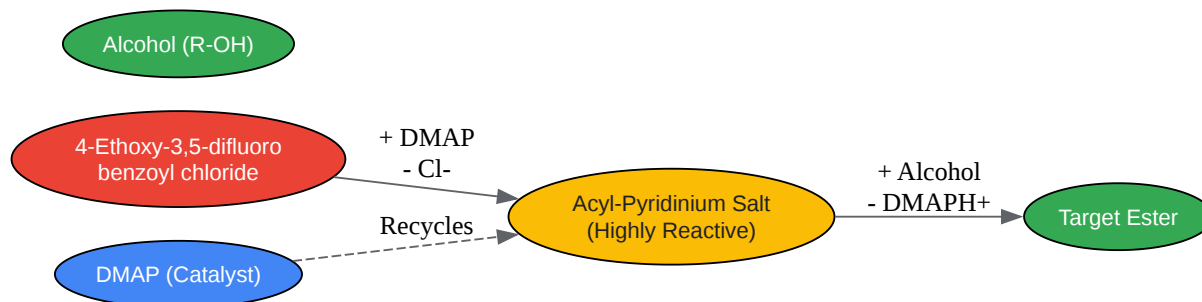 Alcohol (R-OH)
4-Ethoxy-3,5-difluoro
benzoyl chloride
+ DMAP
- Cl-
Recycles
DMAP (Catalyst)
Acyl-Pyridinium Salt
(Highly Reactive)
+ Alcohol
- DMAPH+
Target Ester